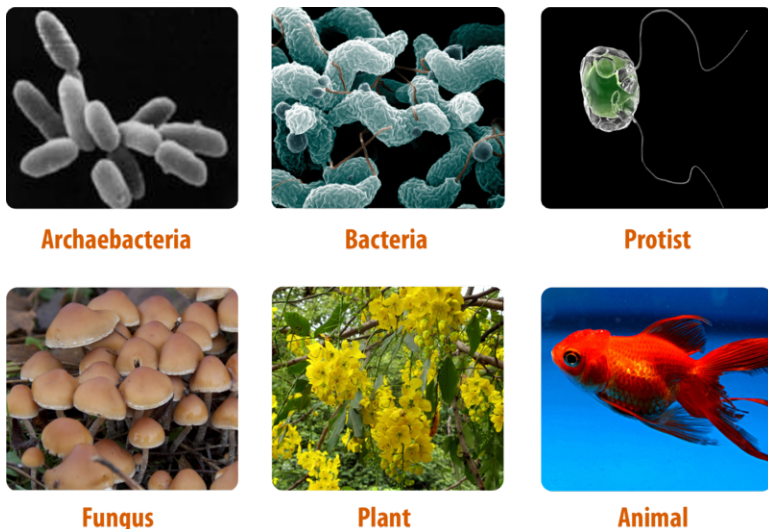 Archaebacteria
Bacteria
Protist
Fungus
Plant
Animal